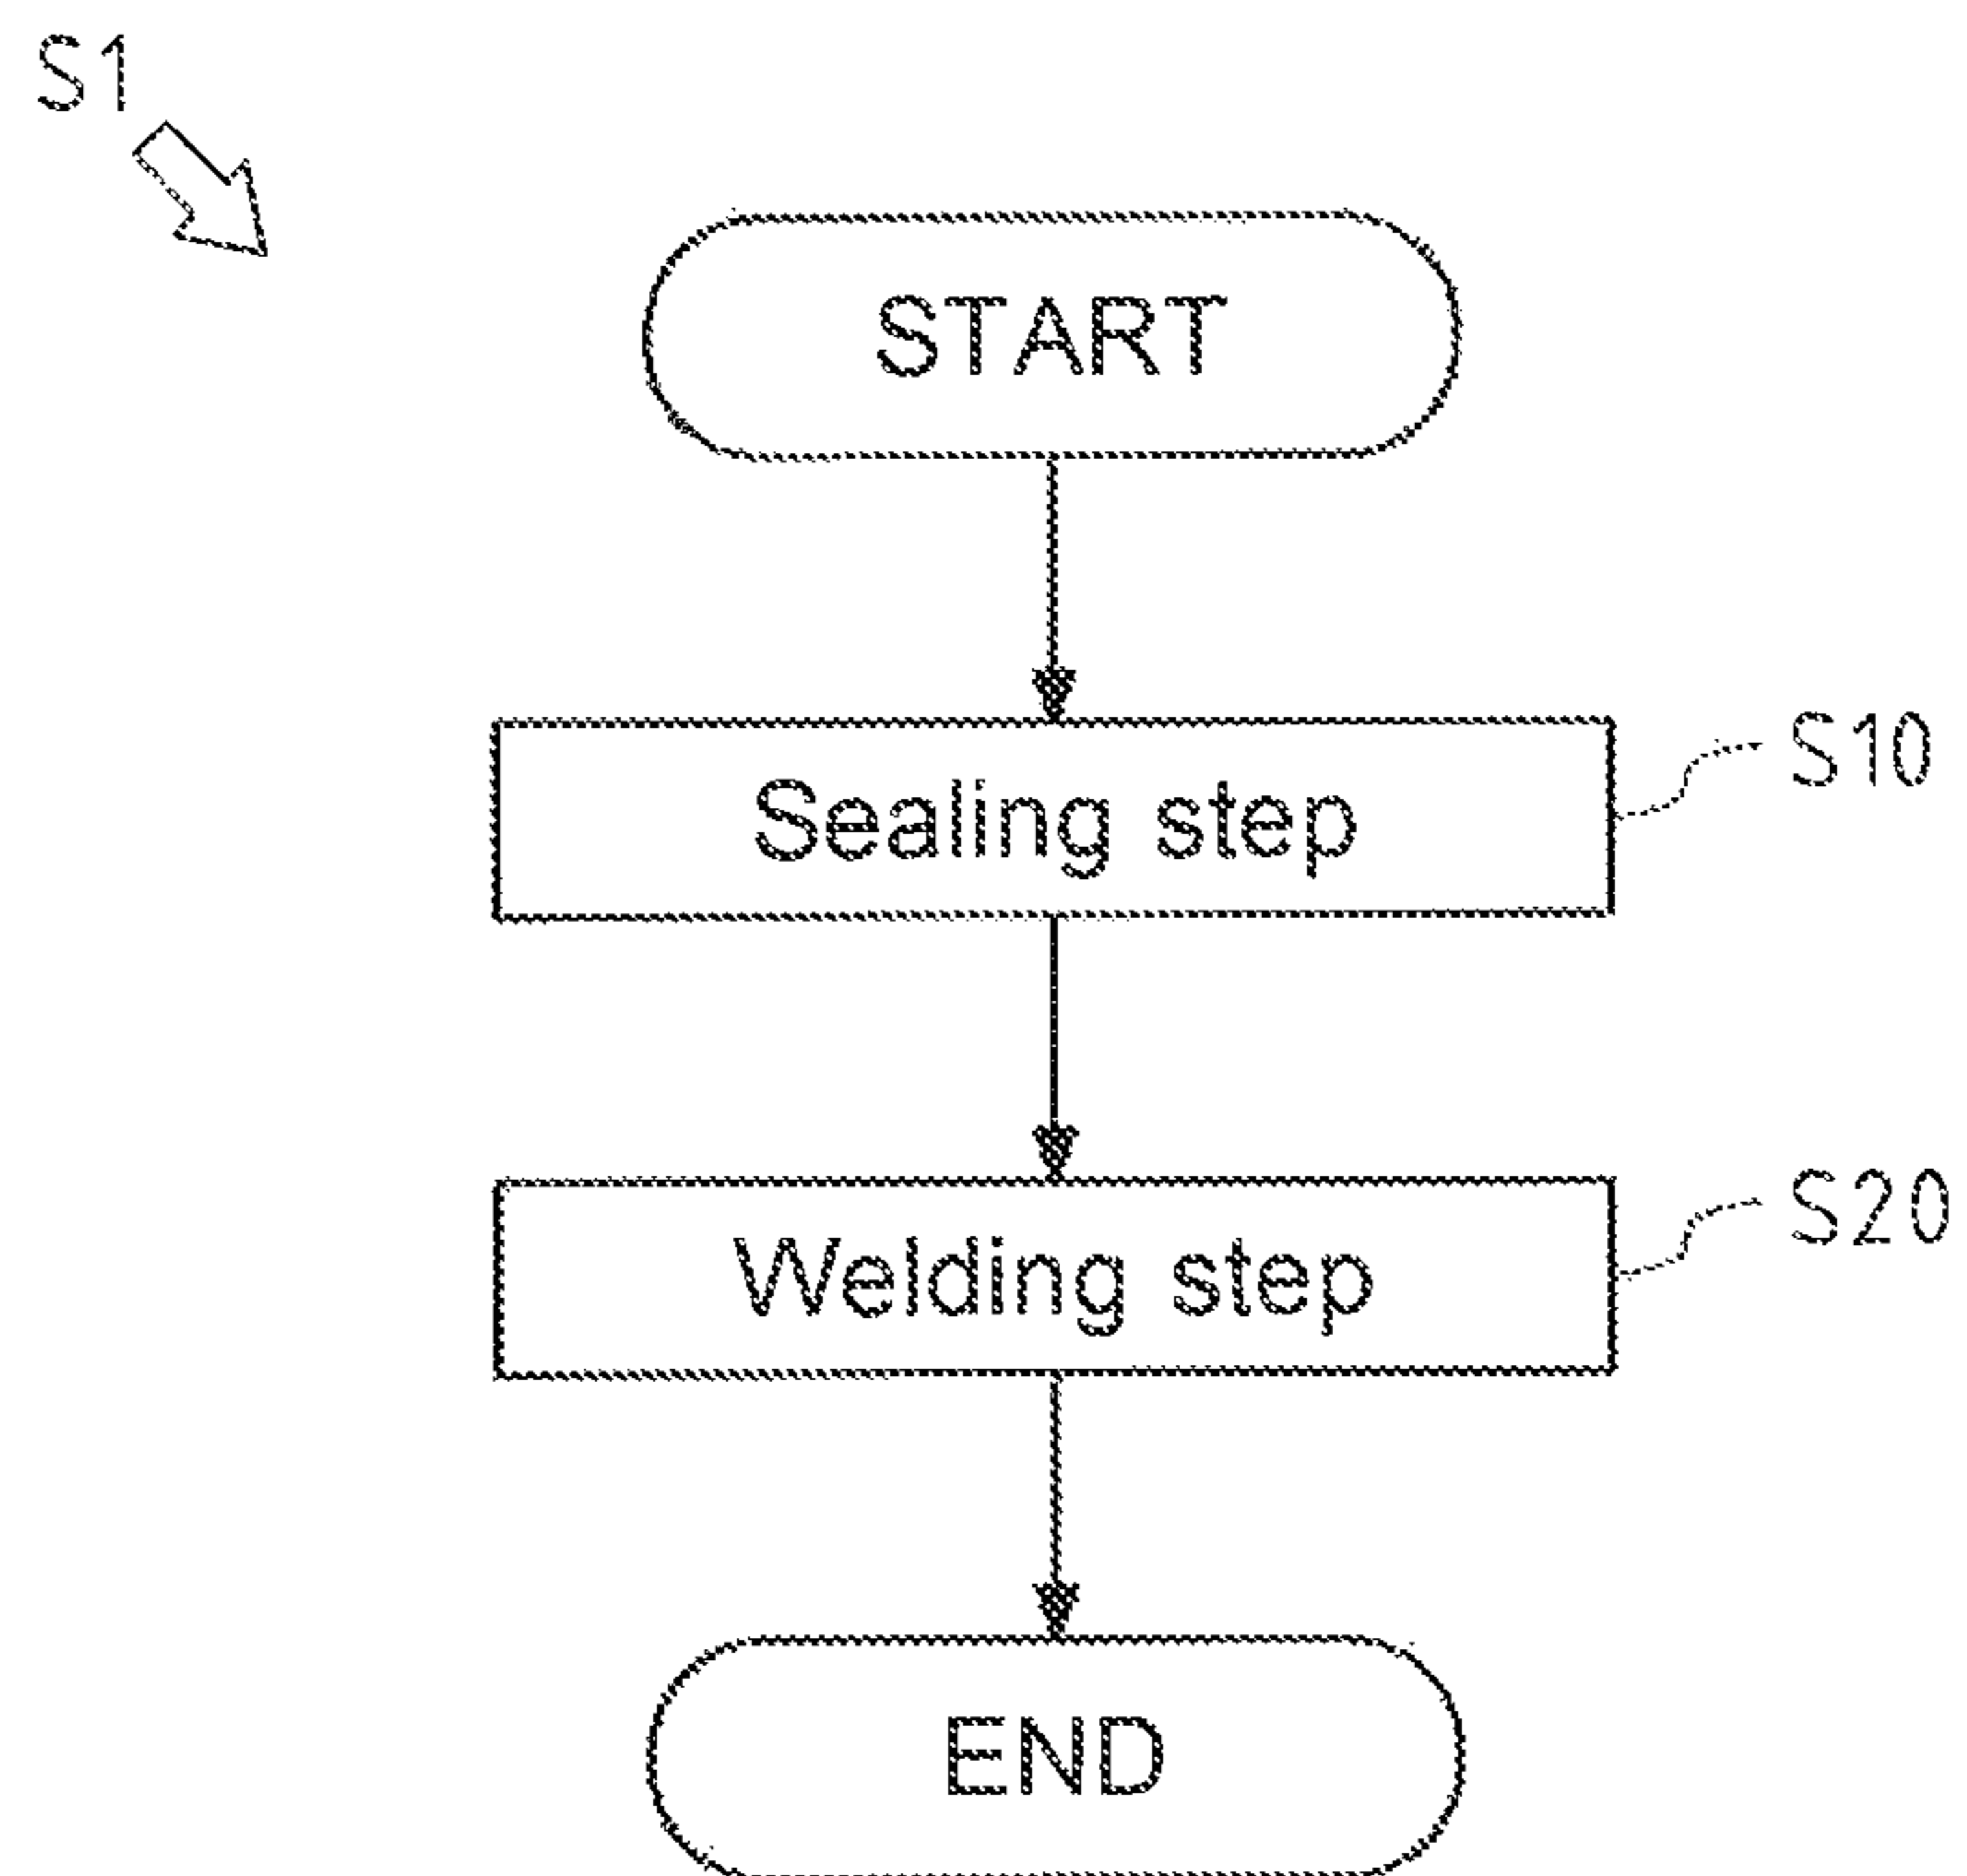 S1
START
Sealing step
S10
Welding step
S20
END